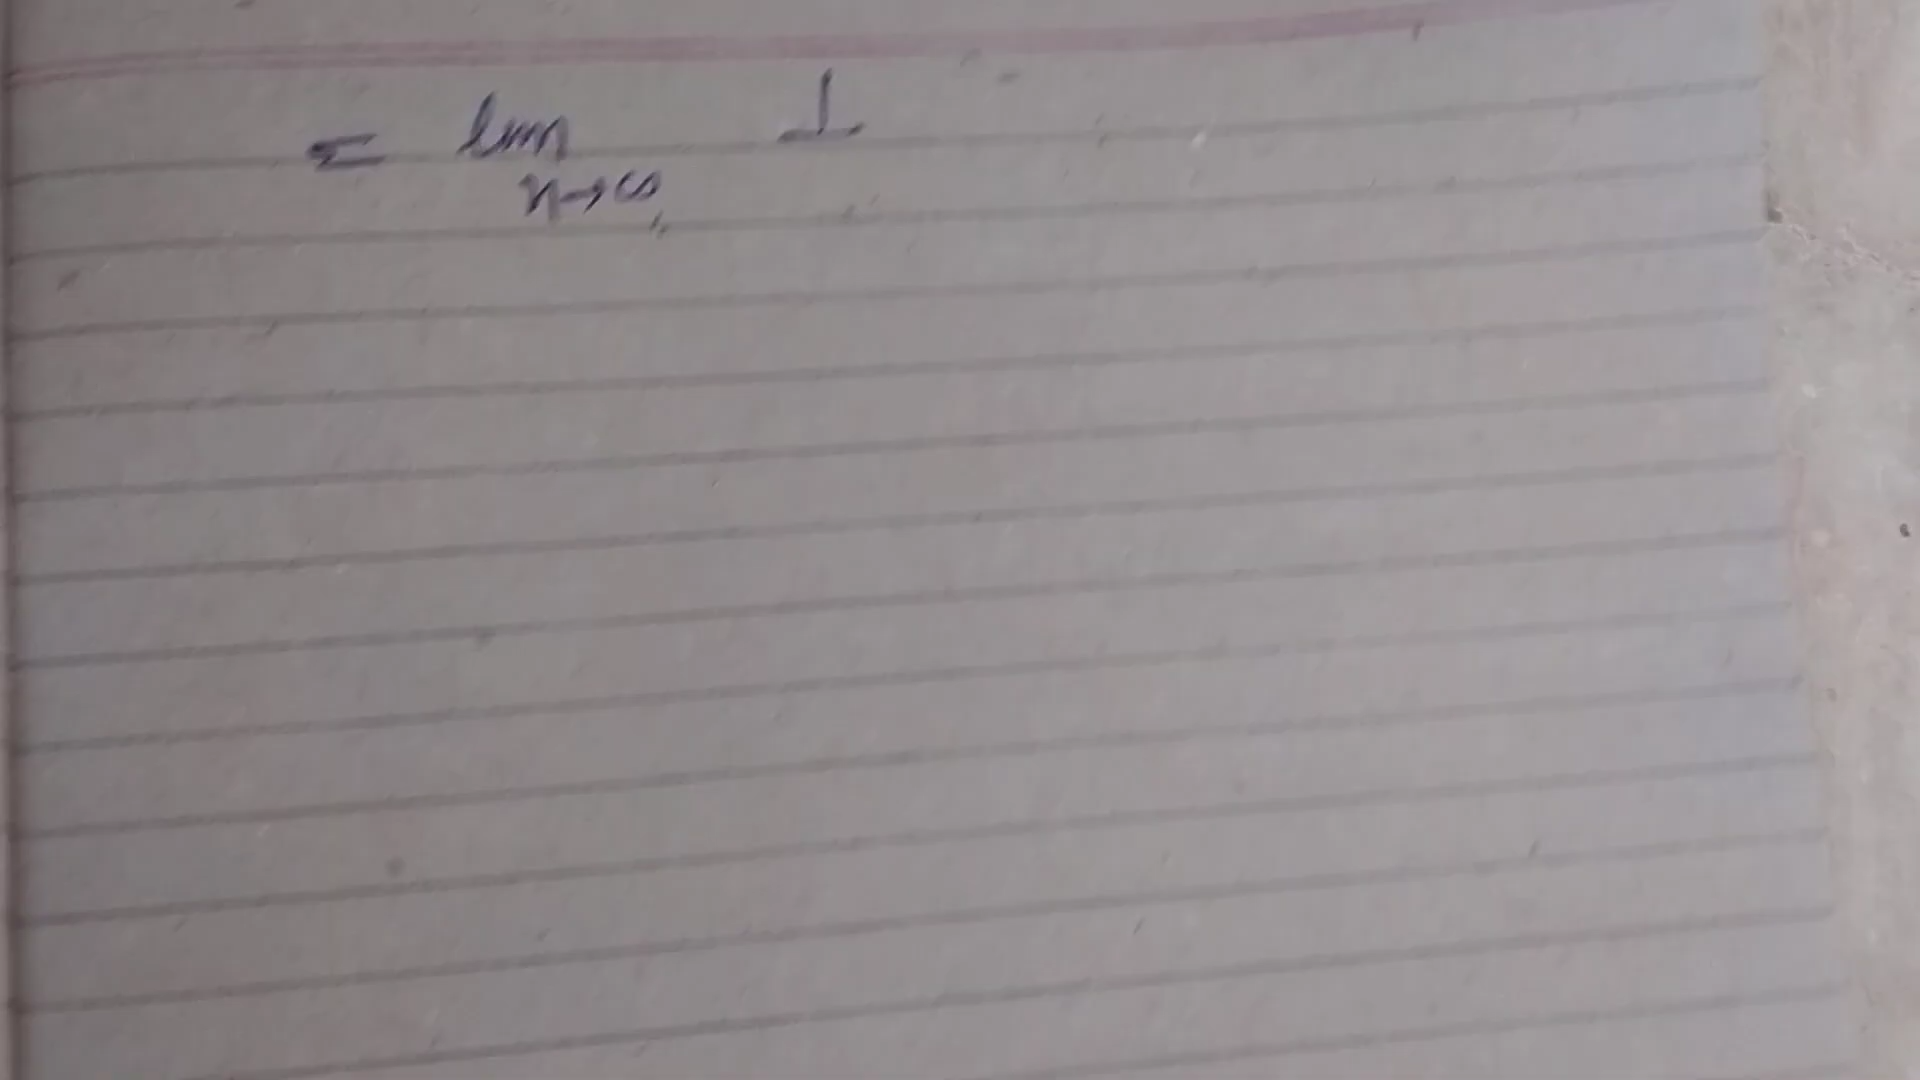 = lim 1
n→∞